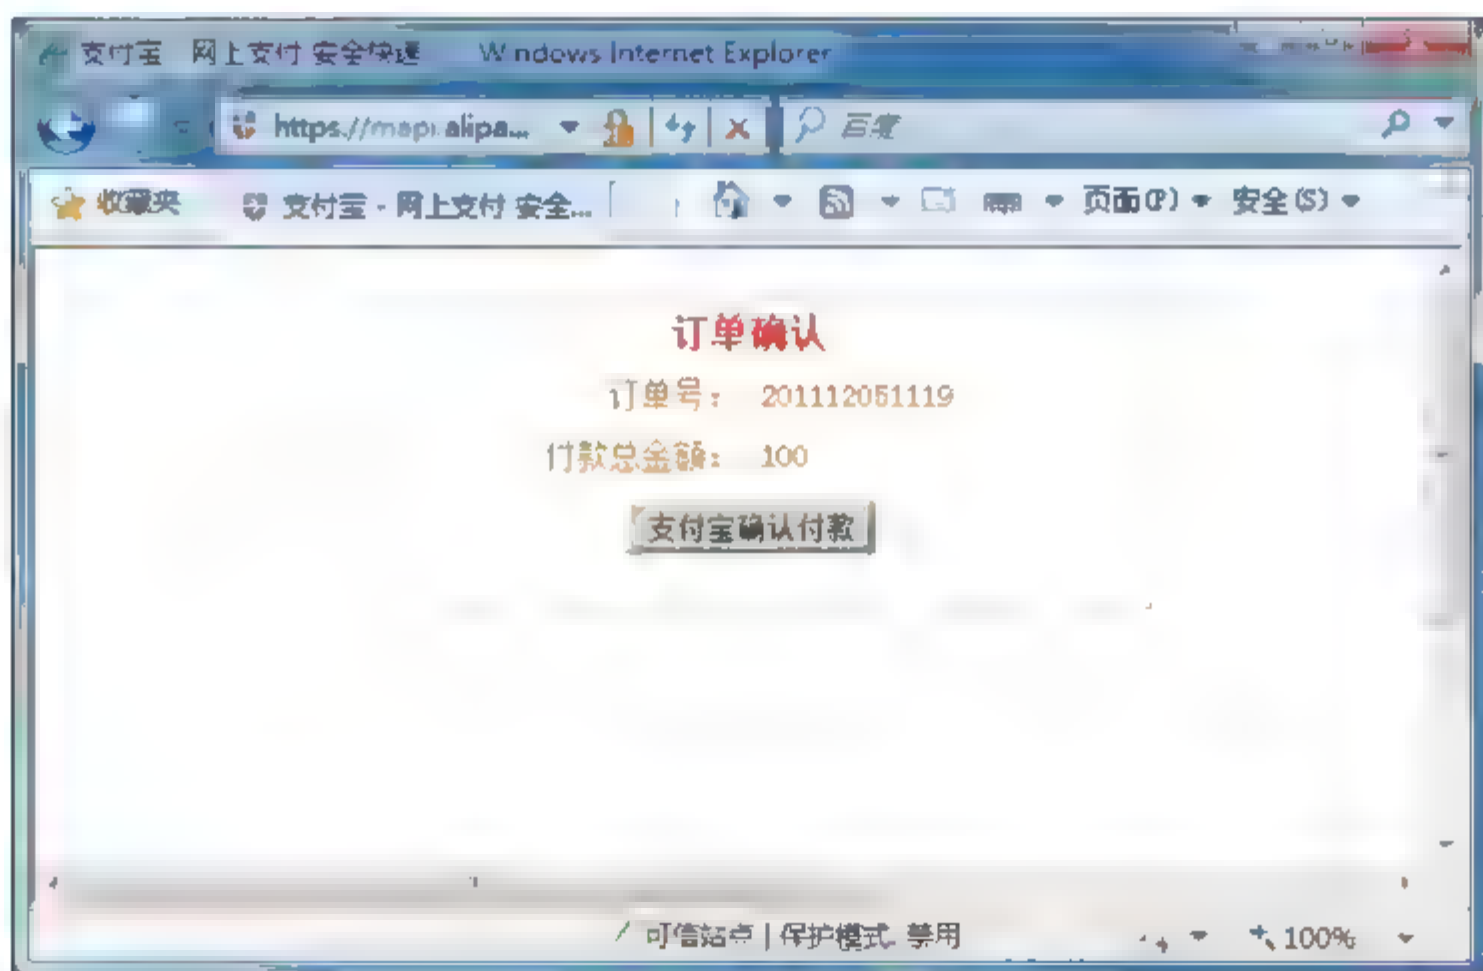 支付宝 网上支付 安全快速 Windows Internet Explorer
https://mapi.alipa... 百度
收藏夹 支付宝 - 网上支付 安全... 页面(P) 安全(S)
订单确认
订单号： 201112051119
付款总金额： 100
支付宝确认付款
可信站点 | 保护模式: 禁用 100%